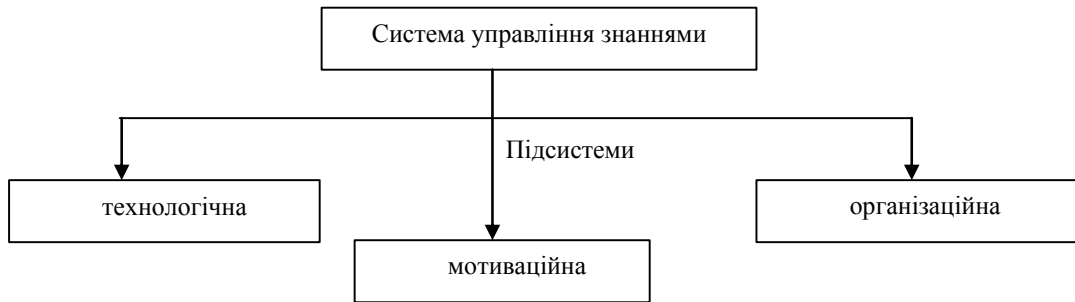 Система управління знаннями
Підсистеми
технологічна
організаційна
мотиваційна